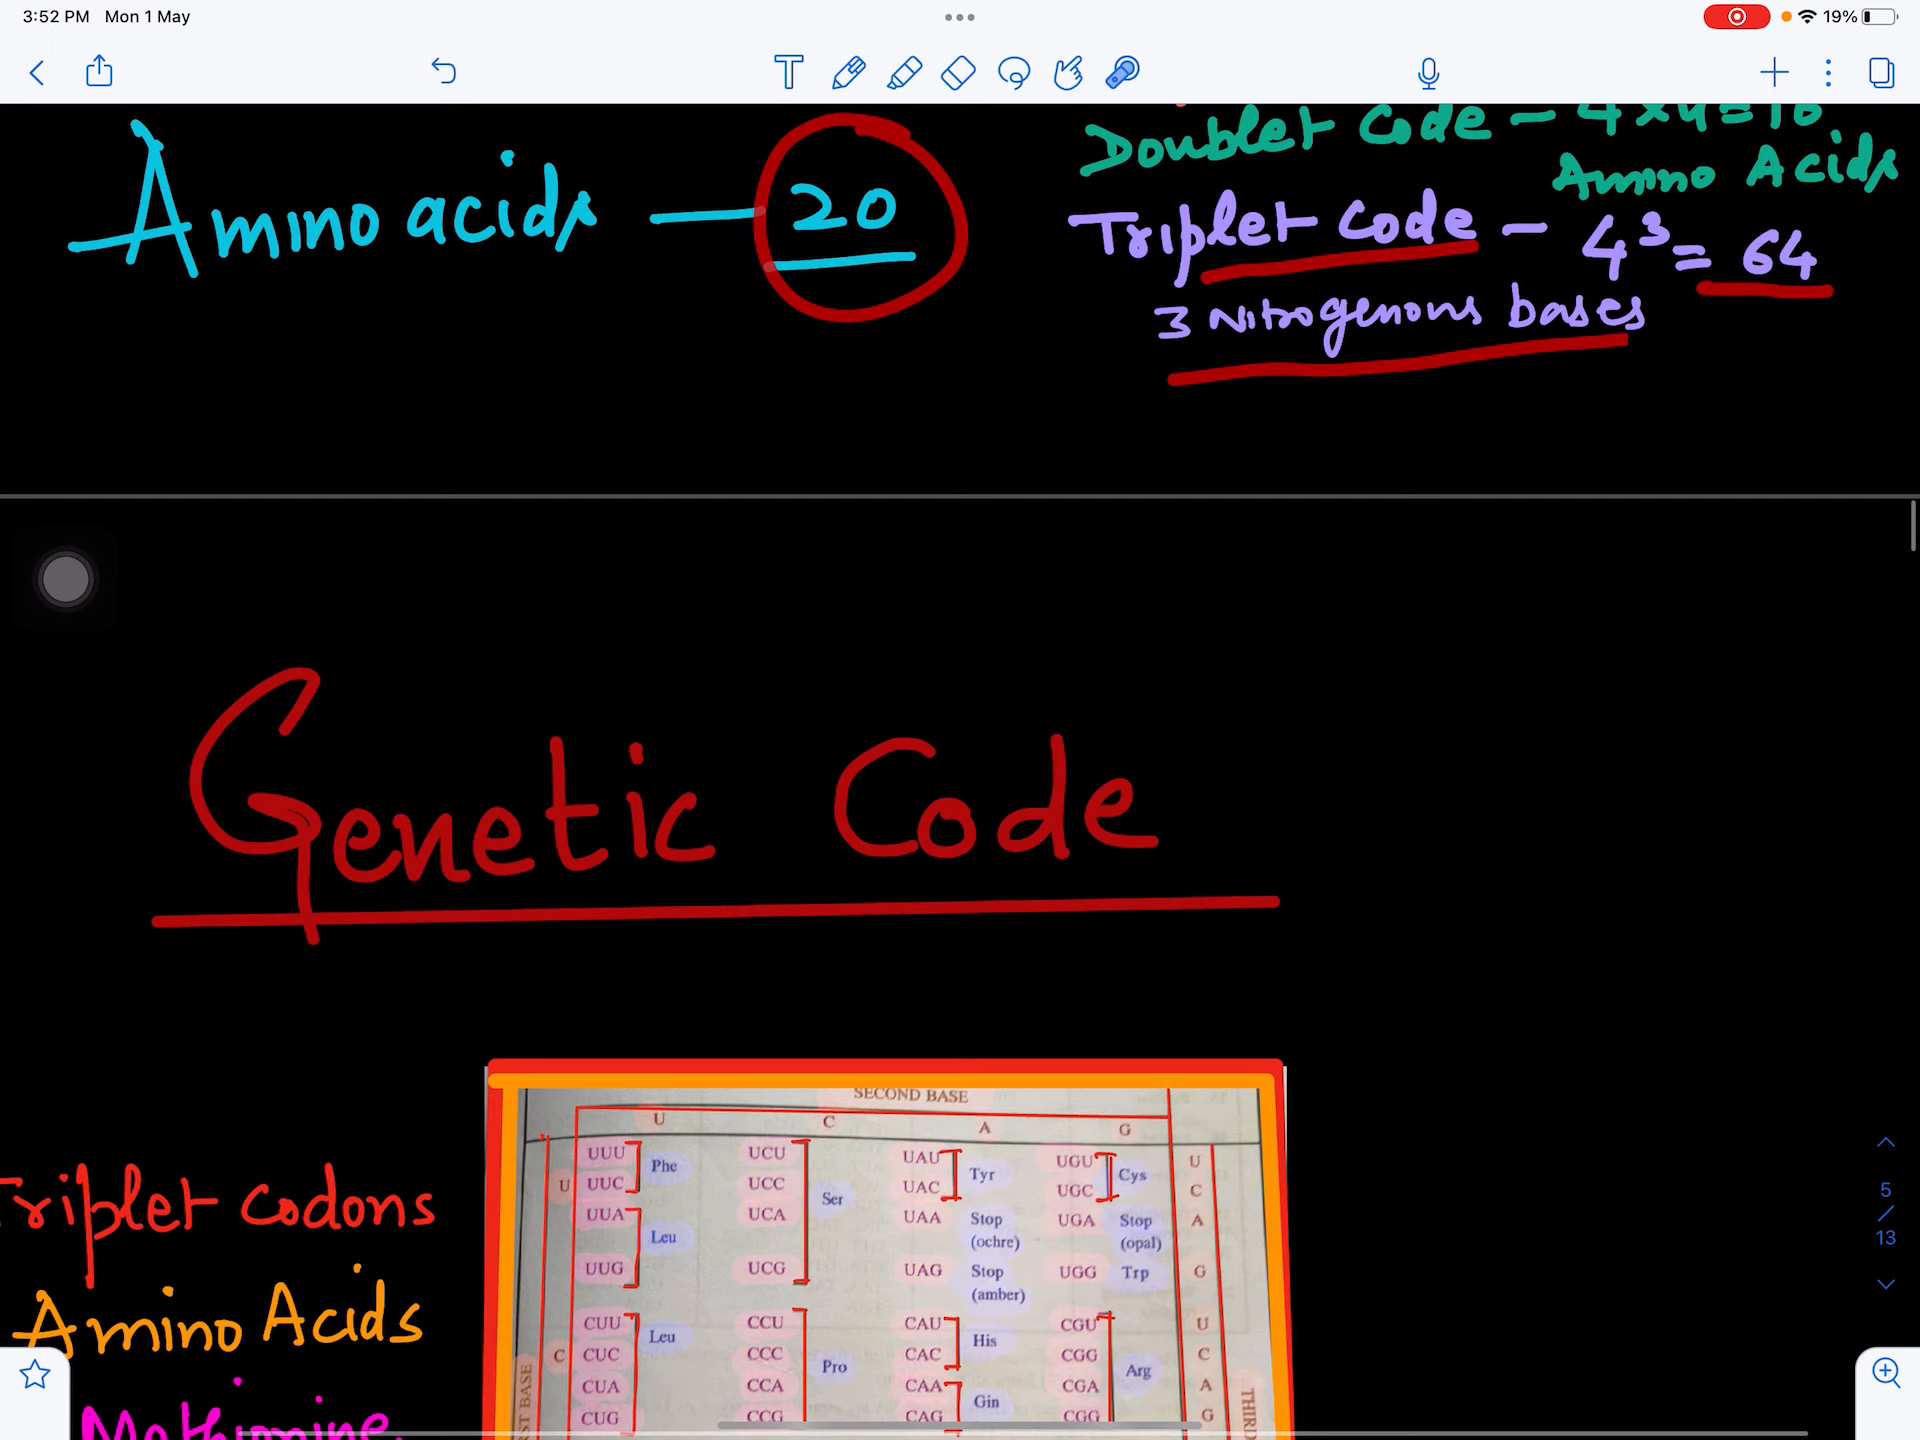 3:52 PM Mon 1 May
19%
Doublet Code - 4x4=16
Amino Acids
Amino acids — 20
Triplet Code - 4³ = 64
3 Nitrogenous bases
Genetic Code
Triplet Codons
Amino Acids
Methionine
5
/
13
SECOND BASE
U C A G
UUU UCU UAU UGU U
Phe Tyr Cys
U UUC UCC UAC UGC C
Ser
UUA UCA UAA Stop UGA Stop A
Leu (ochre) (opal)
UUG UCG UAG Stop UGG Trp G
(amber)
CUU Leu CCU CAU His CGU U
C CUC CCC CAC CGG C
Pro Arg
CUA CCA CAA Gin CGA A
CUG CCG CAG CGG G